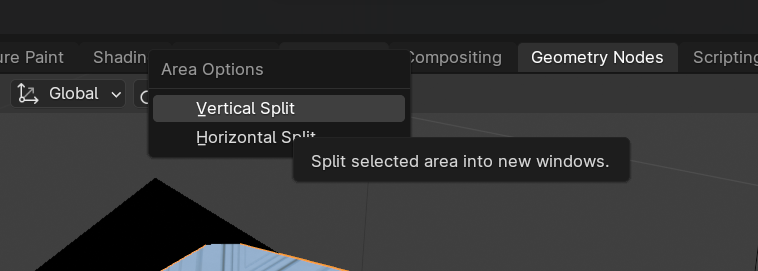 ure Paint Shadin Compositing Geometry Nodes Scripting
Area Options
Global
Vertical Split
Horizontal Split
Split selected area into new windows.